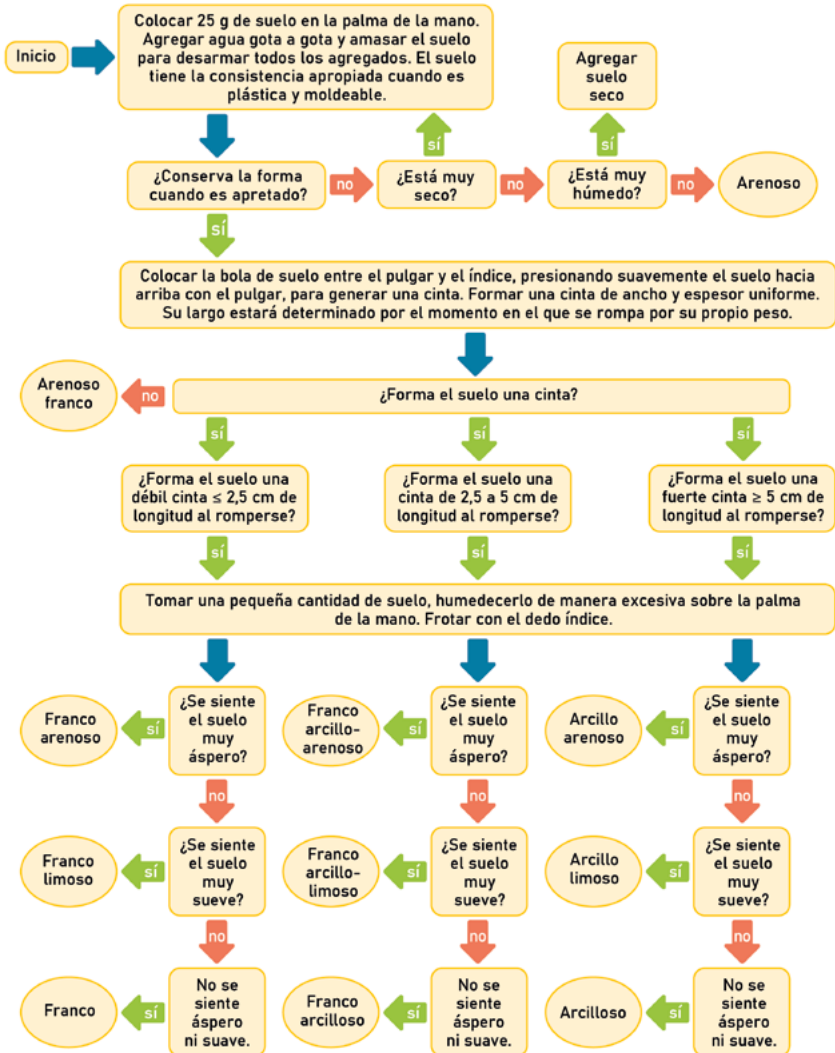 Inicio
Colocar 25 g de suelo en la palma de la mano.
Agregar agua gota a gota y amasar el suelo
para desarmar todos los agregados. El suelo
tiene la consistencia apropiada cuando es
plástica y moldeable.
Agregar
suelo
seco
sí
sí
¿Conserva la forma
cuando es apretado?
no
¿Está muy
seco?
no
¿Está muy
húmedo?
no
Arenoso
sí
Colocar la bola de suelo entre el pulgar y el índice, presionando suavemente el suelo hacia
arriba con el pulgar, para generar una cinta. Formar una cinta de ancho y espesor uniforme.
Su largo estará determinado por el momento en el que se rompa por su propio peso.
Arenoso
franco
no
¿Forma el suelo una cinta?
sí
sí
sí
¿Forma el suelo una
débil cinta ≤ 2,5 cm de
longitud al romperse?
¿Forma el suelo una
cinta de 2,5 a 5 cm de
longitud al romperse?
¿Forma el suelo una
fuerte cinta ≥ 5 cm de
longitud al romperse?
sí
sí
sí
Tomar una pequeña cantidad de suelo, humedecerlo de manera excesiva sobre la palma
de la mano. Frotar con el dedo índice.
Franco
arenoso
sí
¿Se siente
el suelo
muy
áspero?
Franco
arcillo-
arenoso
sí
¿Se siente
el suelo
muy
áspero?
Arcillo
arenoso
sí
¿Se siente
el suelo
muy
áspero?
no
no
no
Franco
limoso
sí
¿Se siente
el suelo
muy
sueve?
Franco
arcillo-
limoso
sí
¿Se siente
el suelo
muy
sueve?
Arcillo
limoso
sí
¿Se siente
el suelo
muy
sueve?
no
no
no
Franco
sí
No se
siente
áspero
ni suave.
Franco
arcilloso
sí
No se
siente
áspero
ni suave.
Arcilloso
sí
No se
siente
áspero
ni suave.